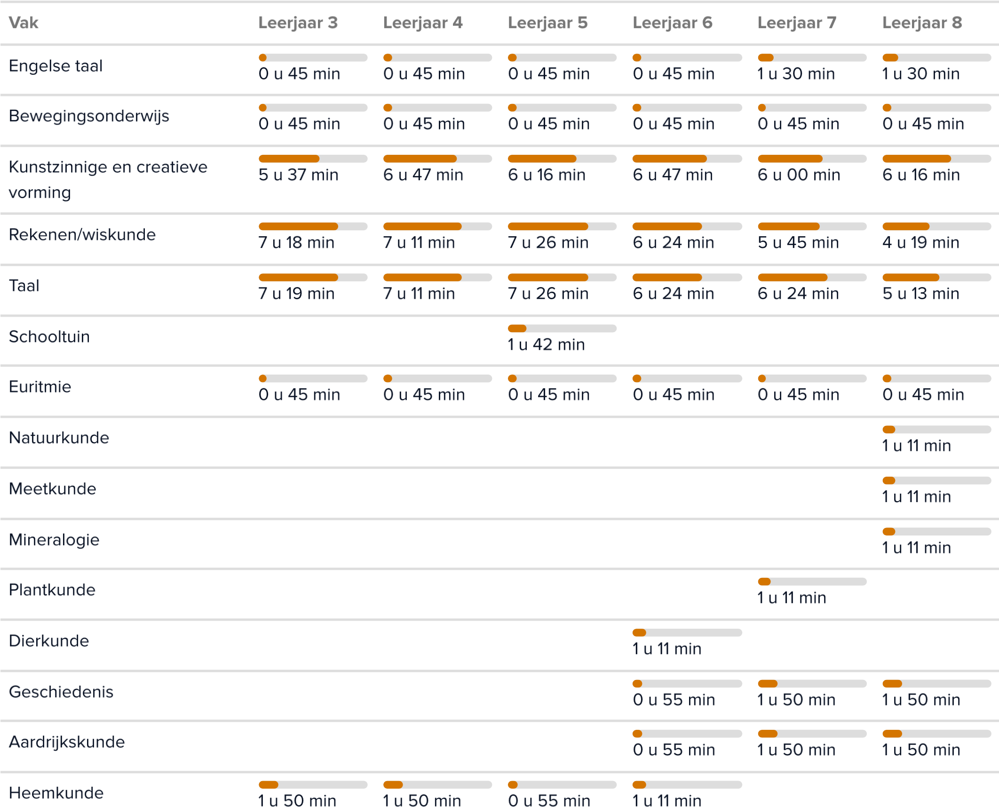 Vak Leerjaar 3 Leerjaar 4 Leerjaar 5 Leerjaar 6 Leerjaar 7 Leerjaar 8
Engelse taal 0 u 45 min 0 u 45 min 0 u 45 min 0 u 45 min 1 u 30 min 1 u 30 min
Bewegingsonderwijs 0 u 45 min 0 u 45 min 0 u 45 min 0 u 45 min 0 u 45 min 0 u 45 min
Kunstzinnige en creatieve 5 u 37 min 6 u 47 min 6 u 16 min 6 u 47 min 6 u 00 min 6 u 16 min
vorming
Rekenen/wiskunde 7 u 18 min 7 u 11 min 7 u 26 min 6 u 24 min 5 u 45 min 4 u 19 min
Taal 7 u 19 min 7 u 11 min 7 u 26 min 6 u 24 min 6 u 24 min 5 u 13 min
Schooltuin 1 u 42 min
Euritmie 0 u 45 min 0 u 45 min 0 u 45 min 0 u 45 min 0 u 45 min 0 u 45 min
Natuurkunde 1 u 11 min
Meetkunde 1 u 11 min
Mineralogie 1 u 11 min
Plantkunde 1 u 11 min
Dierkunde 1 u 11 min
Geschiedenis 0 u 55 min 1 u 50 min 1 u 50 min
Aardrijkskunde 0 u 55 min 1 u 50 min 1 u 50 min
Heemkunde 1 u 50 min 1 u 50 min 0 u 55 min 1 u 11 min